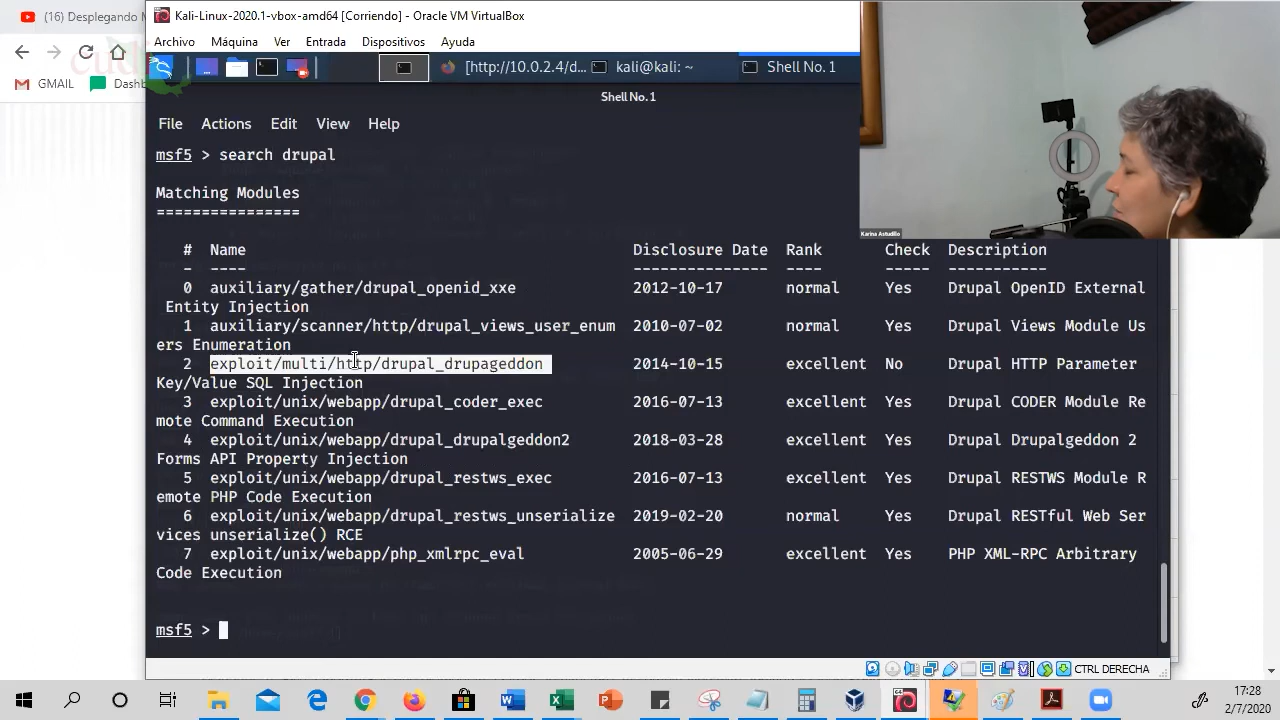 (16) Desplegando M
Kali-Linux-2020.1-vbox-amd64 [Corriendo] - Oracle VM VirtualBox
Archivo Máquina Ver Entrada Dispositivos Ayuda
[http://10.0.2.4/d... kali@kali: ~ Shell No. 1
GMAIL Dashb
Shell No. 1
File Actions Edit View Help
msf5 > search drupal
Matching Modules
================
# Name Disclosure Date Rank Check Description
- ---- --------------- ---- ----- -----------
0 auxiliary/gather/drupal_openid_xxe 2012-10-17 normal Yes Drupal OpenID External
Entity Injection
1 auxiliary/scanner/http/drupal_views_user_enum 2010-07-02 normal Yes Drupal Views Module Us
ers Enumeration
2 exploit/multi/http/drupal_drupageddon 2014-10-15 excellent No Drupal HTTP Parameter
Key/Value SQL Injection
3 exploit/unix/webapp/drupal_coder_exec 2016-07-13 excellent Yes Drupal CODER Module Re
mote Command Execution
4 exploit/unix/webapp/drupal_drupalgeddon2 2018-03-28 excellent Yes Drupal Drupalgeddon 2
Forms API Property Injection
5 exploit/unix/webapp/drupal_restws_exec 2016-07-13 excellent Yes Drupal RESTWS Module R
emote PHP Code Execution
6 exploit/unix/webapp/drupal_restws_unserialize 2019-02-20 normal Yes Drupal RESTful Web Ser
vices unserialize() RCE
7 exploit/unix/webapp/php_xmlrpc_eval 2005-06-29 excellent Yes PHP XML-RPC Arbitrary
Code Execution
msf5 >
Karina Astudillo
CTRL DERECHA
17:28
2/7/2020